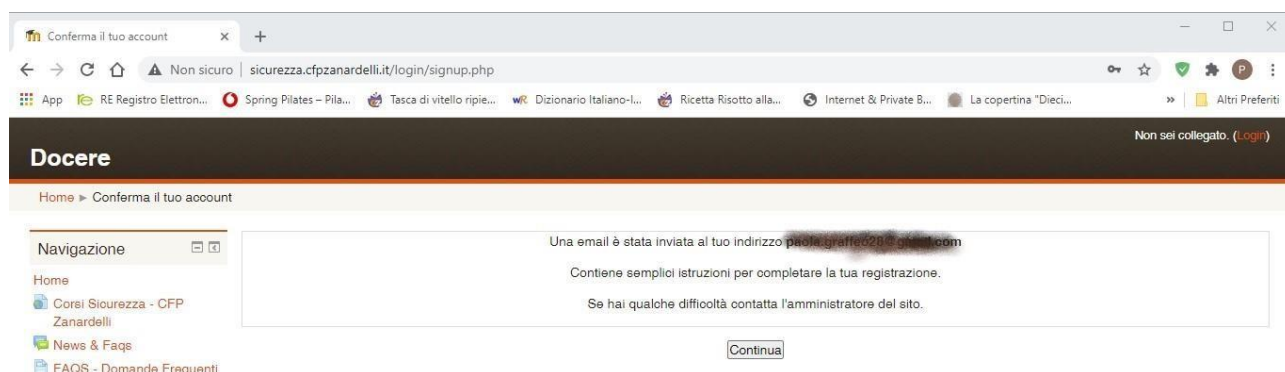 Conferma il tuo account
Non sicuro | sicurezza.cfpzanardelli.it/login/signup.php
App RE Registro Elettron... Spring Pilates – Pila... Tasca di vitello ripie... wR Dizionario Italiano-I... Ricetta Risotto alla... Internet & Private B... La copertina "Dieci... » Altri Preferiti
Non sei collegato. (Login)
Docere
Home ► Conferma il tuo account
Navigazione
Una email è stata inviata al tuo indirizzo
Contiene semplici istruzioni per completare la tua registrazione.
Se hai qualche difficoltà contatta l'amministratore del sito.
Continua
Home
Corsi Sicurezza - CFP
Zanardelli
News & Faqs
FAQS - Domande Frequenti